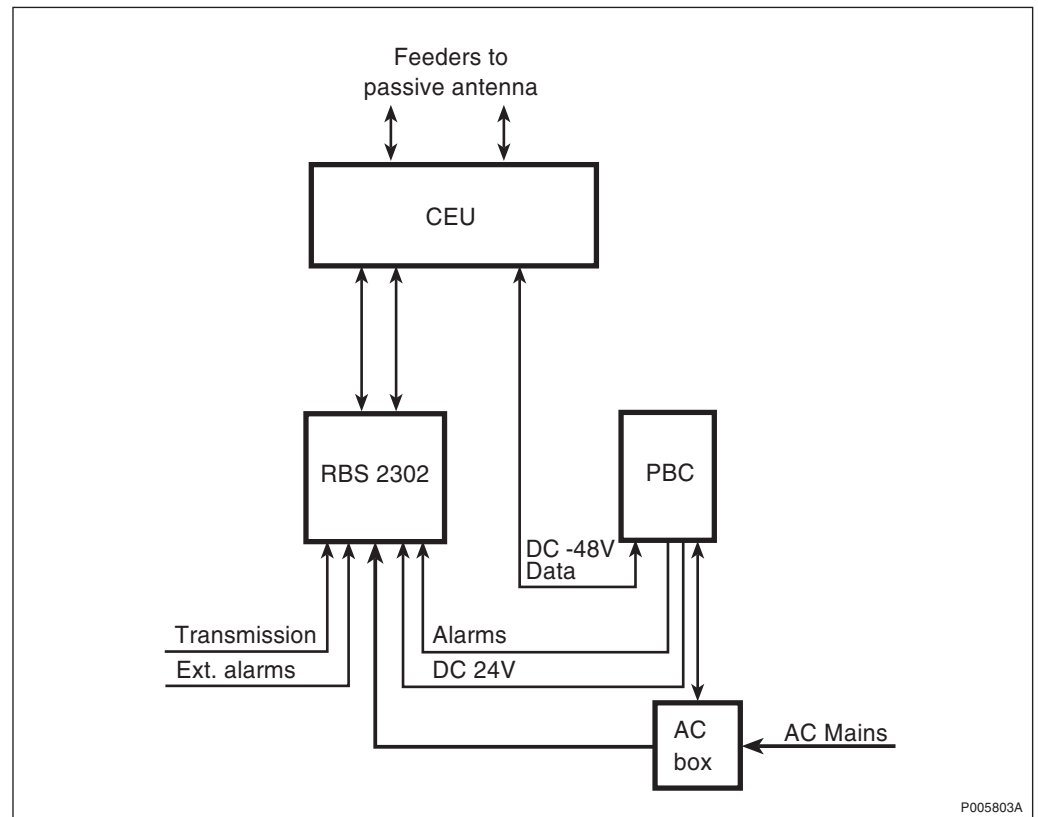 Feeders to
passive antenna
CEU
RBS 2302
PBC
DC -48V
Data
Transmission
Alarms
Ext. alarms
DC 24V
AC
box
AC Mains
P005803A